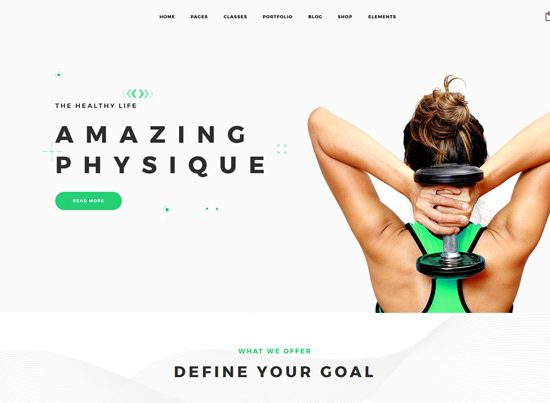 HOME PAGES CLASSES PORTFOLIO BLOG SHOP ELEMENTS
THE HEALTHY LIFE
AMAZING
PHYSIQUE
READ MORE
WHAT WE OFFER
DEFINE YOUR GOAL